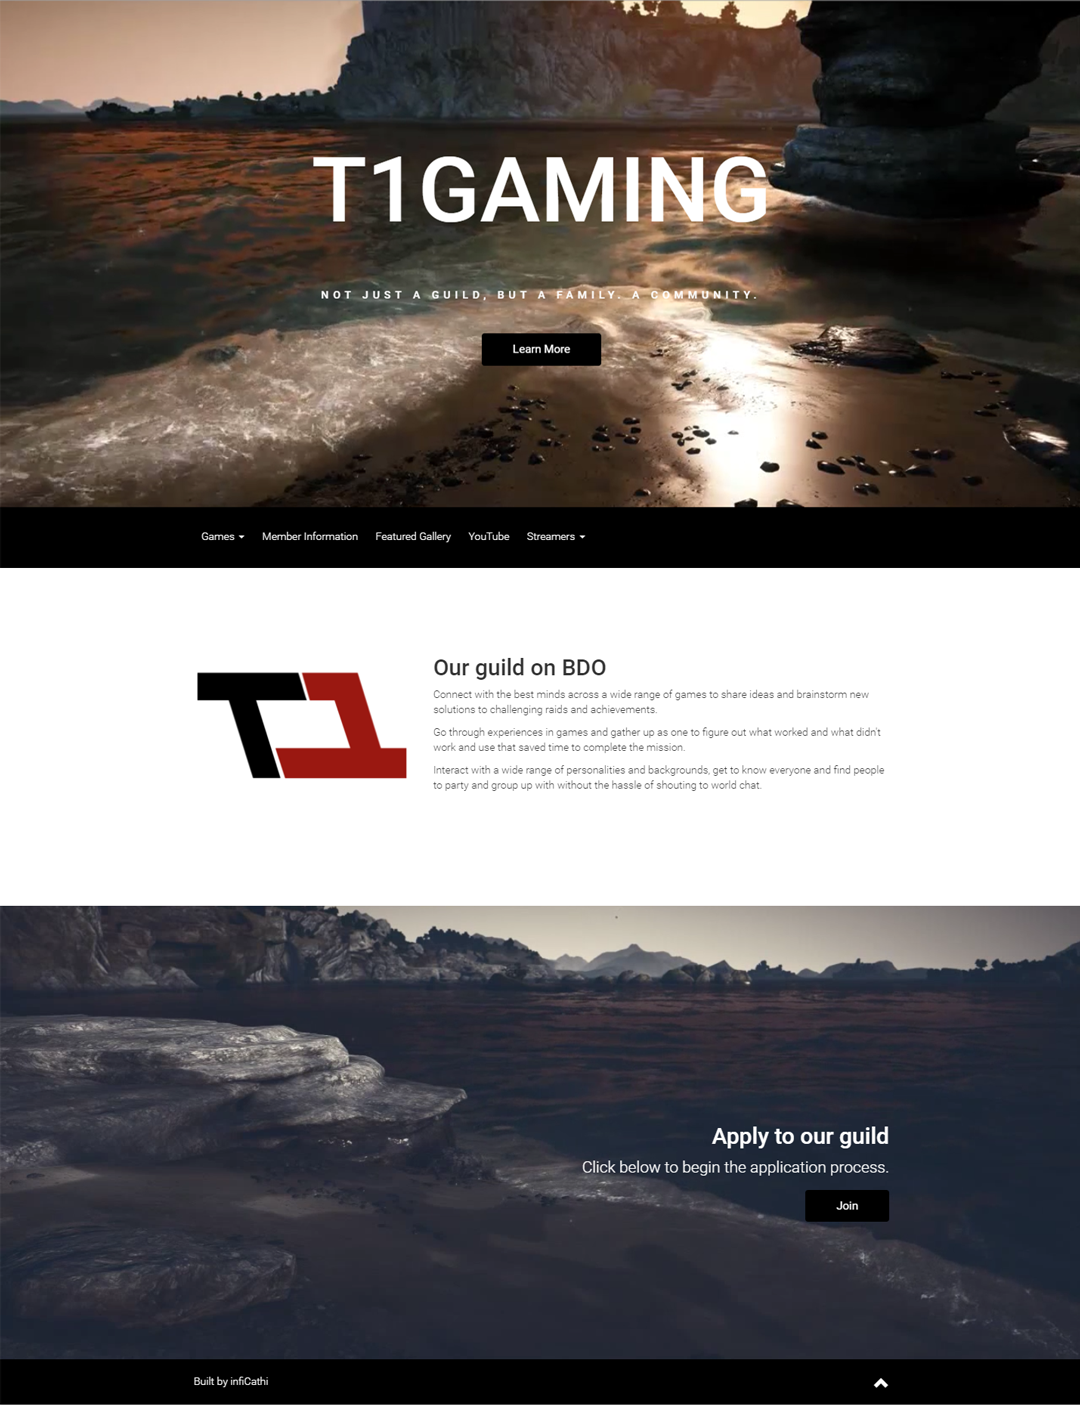 T1GAMING
NOT JUST A GUILD, BUT A FAMILY. A COMMUNITY.
Learn More
Games Member Information Featured Gallery YouTube Streamers
T1
Our guild on BDO
Connect with the best minds across a wide range of games to share ideas and brainstorm new
solutions to challenging raids and achievements.
Go through experiences in games and gather up as one to figure out what worked and what didn't
work and use that saved time to complete the mission.
Interact with a wide range of personalities and backgrounds, get to know everyone and find people
to party and group up with without the hassle of shouting to world chat.
Apply to our guild
Click below to begin the application process.
Join
Built by infiCathi